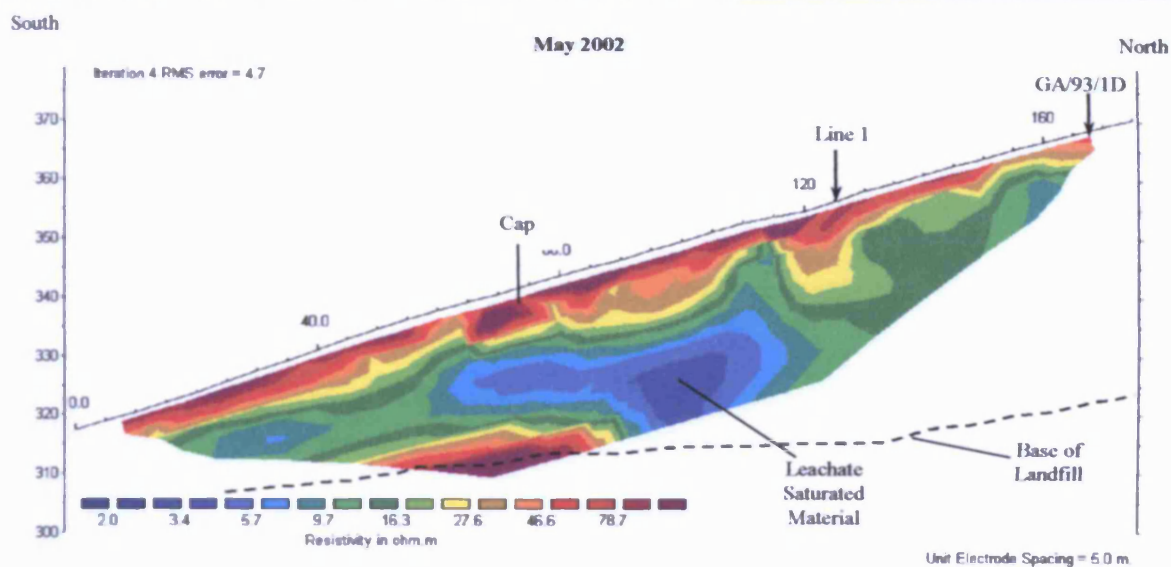 South
May 2002
North
Iteration 4 RMS error = 4.7
GA/93/1D
370
160
Line 1
360
120
Cap
350
340
40.0
330
0.0
320
310
Leachate
Saturated
Material
Base of
Landfill
300
2.0 3.4 5.7 9.7 16.3 27.6 46.6 78.7
Resistivity in ohm.m
Unit Electrode Spacing = 5.0 m